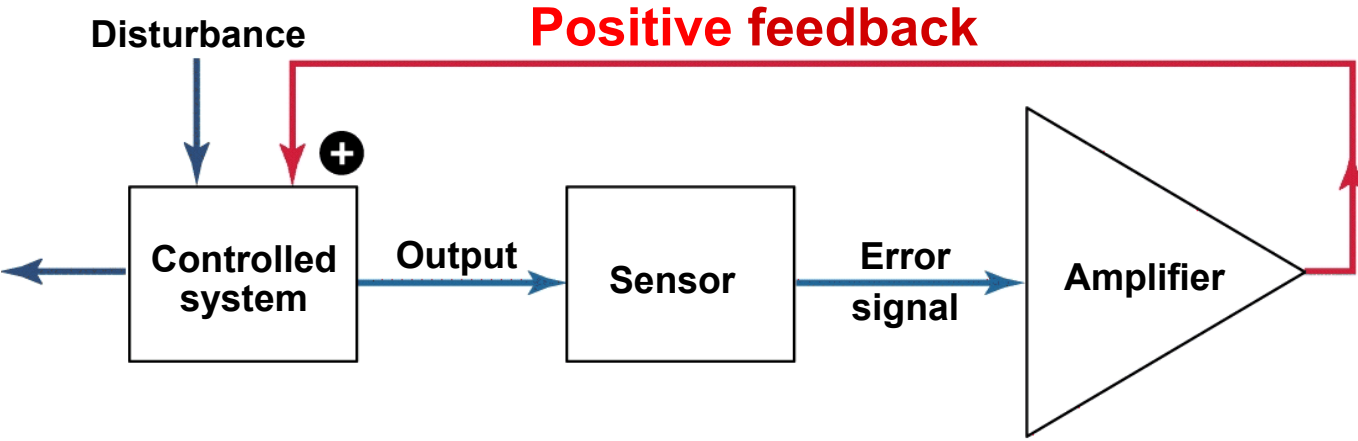 Positive feedback
Disturbance
+
Controlled
system
Output
Sensor
Error
signal
Amplifier